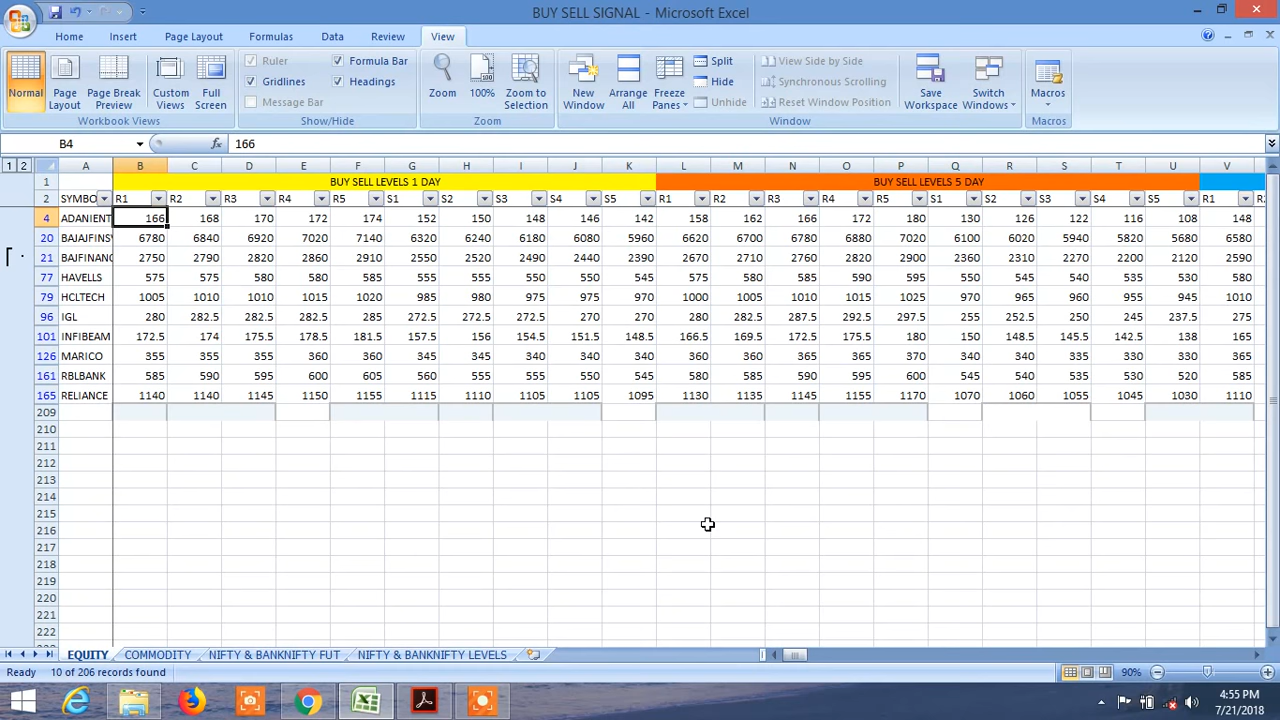 BUY SELL SIGNAL - Microsoft Excel
Home Insert Page Layout Formulas Data Review View
Normal Page Layout Page Break Preview Custom Views Full Screen
Workbook Views
Ruler Formula Bar
Gridlines Headings
Message Bar
Show/Hide
Zoom 100% Zoom to Selection
Zoom
New Window Arrange All Freeze Panes
Split View Side by Side
Hide Synchronous Scrolling
Unhide Reset Window Position
Save Workspace Switch Windows
Window
Macros
Macros
B4 fx 166
1 2 A B C D E F G H I J K L M N O P Q R S T U V
1 BUY SELL LEVELS 1 DAY BUY SELL LEVELS 5 DAY
2 SYMBO R1 R2 R3 R4 R5 S1 S2 S3 S4 S5 R1 R2 R3 R4 R5 S1 S2 S3 S4 S5 R1
4 ADANIENT 166 168 170 172 174 152 150 148 146 142 158 162 166 172 180 130 126 122 116 108 148
20 BAJAJFINS 6780 6840 6920 7020 7140 6320 6240 6180 6080 5960 6620 6700 6780 6880 7020 6100 6020 5940 5820 5680 6580
21 BAJFINANC 2750 2790 2820 2860 2910 2550 2520 2490 2440 2390 2670 2710 2760 2820 2900 2360 2310 2270 2200 2120 2590
77 HAVELLS 575 575 580 580 585 555 555 550 550 545 575 580 585 590 595 550 545 540 535 530 580
79 HCLTECH 1005 1010 1010 1015 1020 985 980 975 975 970 1000 1005 1010 1015 1025 970 965 960 955 945 1010
96 IGL 280 282.5 282.5 282.5 285 272.5 272.5 272.5 270 270 280 282.5 287.5 292.5 297.5 255 252.5 250 245 237.5 275
101 INFIBEAM 172.5 174 175.5 178.5 181.5 157.5 156 154.5 151.5 148.5 166.5 169.5 172.5 175.5 180 150 148.5 145.5 142.5 138 165
126 MARICO 355 355 355 360 360 345 345 340 340 340 360 360 365 365 370 340 340 335 330 330 365
161 RBLBANK 585 590 595 600 605 560 555 555 550 545 580 585 590 595 600 545 540 535 530 520 585
165 RELIANCE 1140 1140 1145 1150 1155 1115 1110 1105 1105 1095 1130 1135 1145 1155 1170 1070 1060 1055 1045 1030 1110
209
210
211
212
213
214
215
216
217
218
219
220
221
222
EQUITY COMMODITY NIFTY & BANKNIFTY FUT NIFTY & BANKNIFTY LEVELS
Ready 10 of 206 records found 90%
4:55 PM
7/21/2018